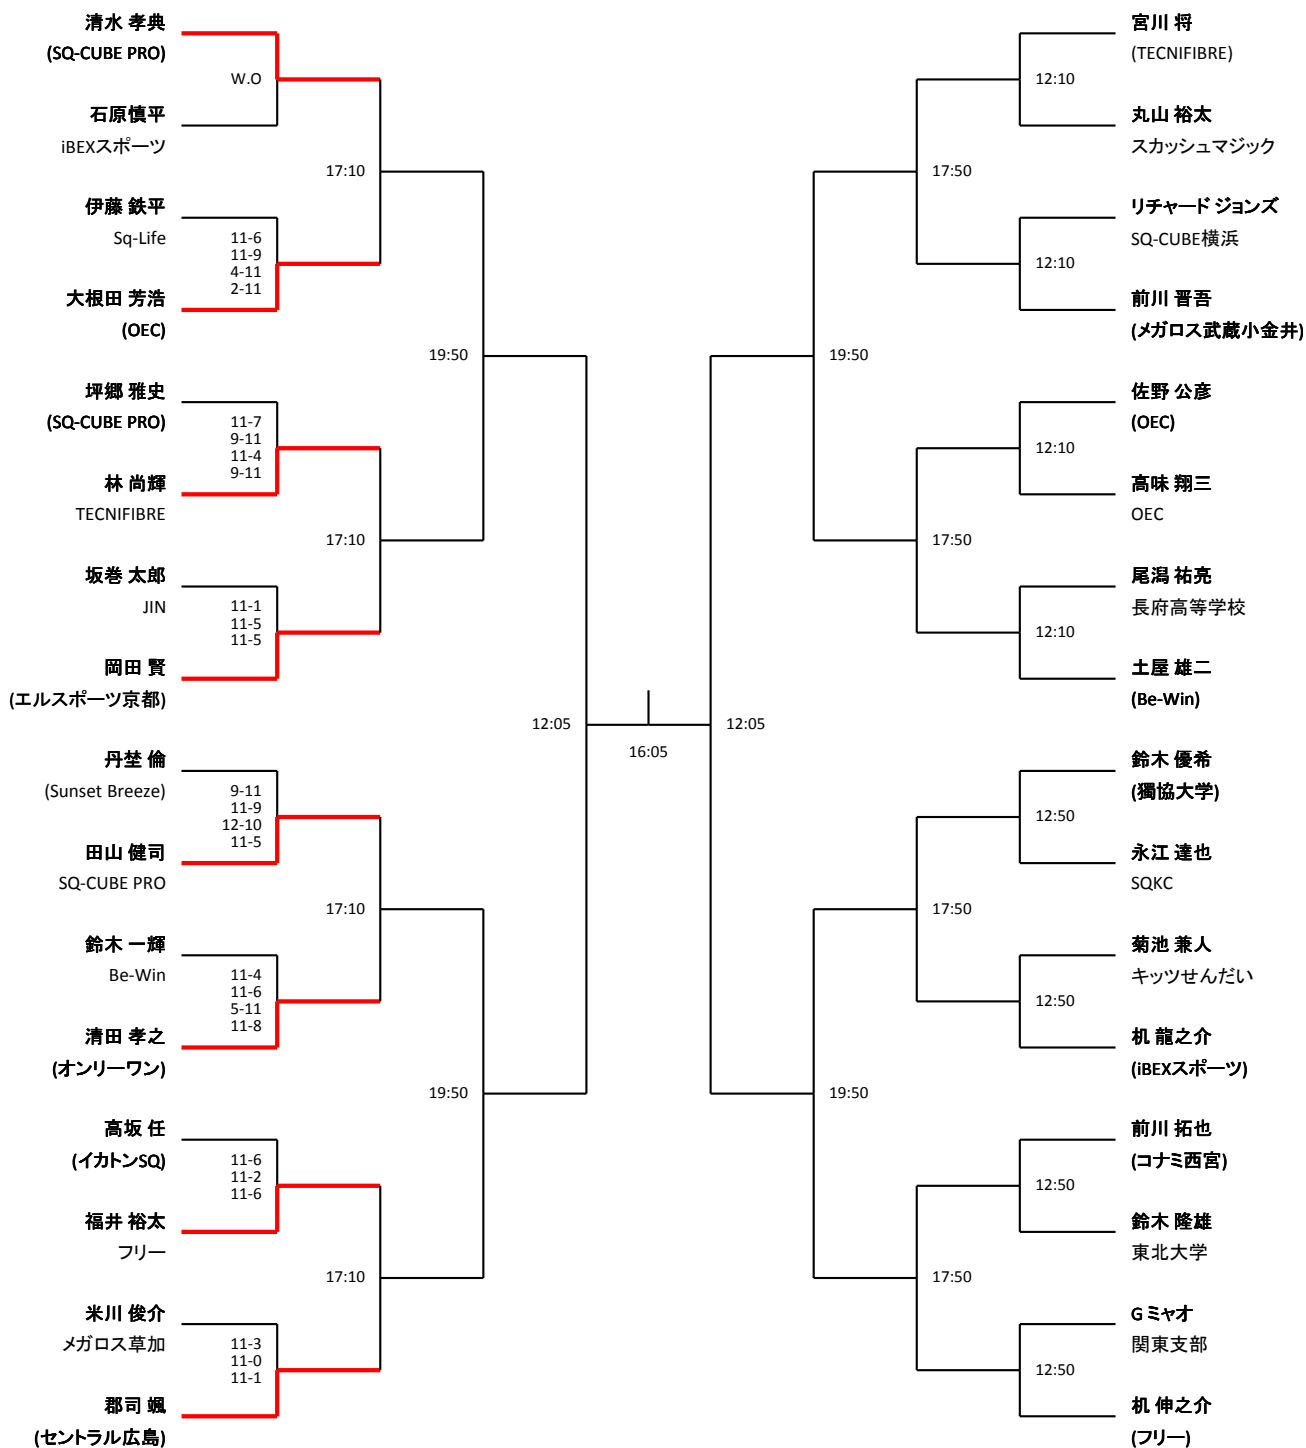 清水 孝典
(SQ-CUBE PRO)
W.O
石原慎平
iBEXスポーツ
17:10
伊藤 鉄平
Sq-Life
11-6
11-9
4-11
2-11
大根田 芳浩
(OEC)
19:50
坪郷 雅史
(SQ-CUBE PRO)
11-7
9-11
11-4
9-11
林 尚輝
TECNIFIBRE
17:10
坂巻 太郎
JIN
11-1
11-5
11-5
岡田 賢
(エルスポーツ京都)
12:05
丹埜 倫
(Sunset Breeze)
9-11
11-9
12-10
11-5
田山 健司
SQ-CUBE PRO
17:10
鈴木 一輝
Be-Win
11-4
11-6
5-11
11-8
清田 孝之
(オンリーワン)
19:50
高坂 任
(イカトンSQ)
11-6
11-2
11-6
福井 裕太
フリー
17:10
米川 俊介
メガロス草加
11-3
11-0
11-1
郡司 颯
(セントラル広島)
16:05
宮川 将
(TECNIFIBRE)
12:10
丸山 裕太
スカッシュマジック
17:50
リチャード ジョンズ
SQ-CUBE横浜
12:10
前川 晋吾
(メガロス武蔵小金井)
19:50
佐野 公彦
(OEC)
12:10
高味 翔三
OEC
17:50
尾潟 祐亮
長府高等学校
12:10
土屋 雄二
(Be-Win)
12:05
鈴木 優希
(獨協大学)
12:50
永江 達也
SQKC
17:50
菊池 兼人
キッツせんだい
12:50
机 龍之介
(iBEXスポーツ)
19:50
前川 拓也
(コナミ西宮)
12:50
鈴木 隆雄
東北大学
17:50
G ミャオ
関東支部
12:50
机 伸之介
(フリー)